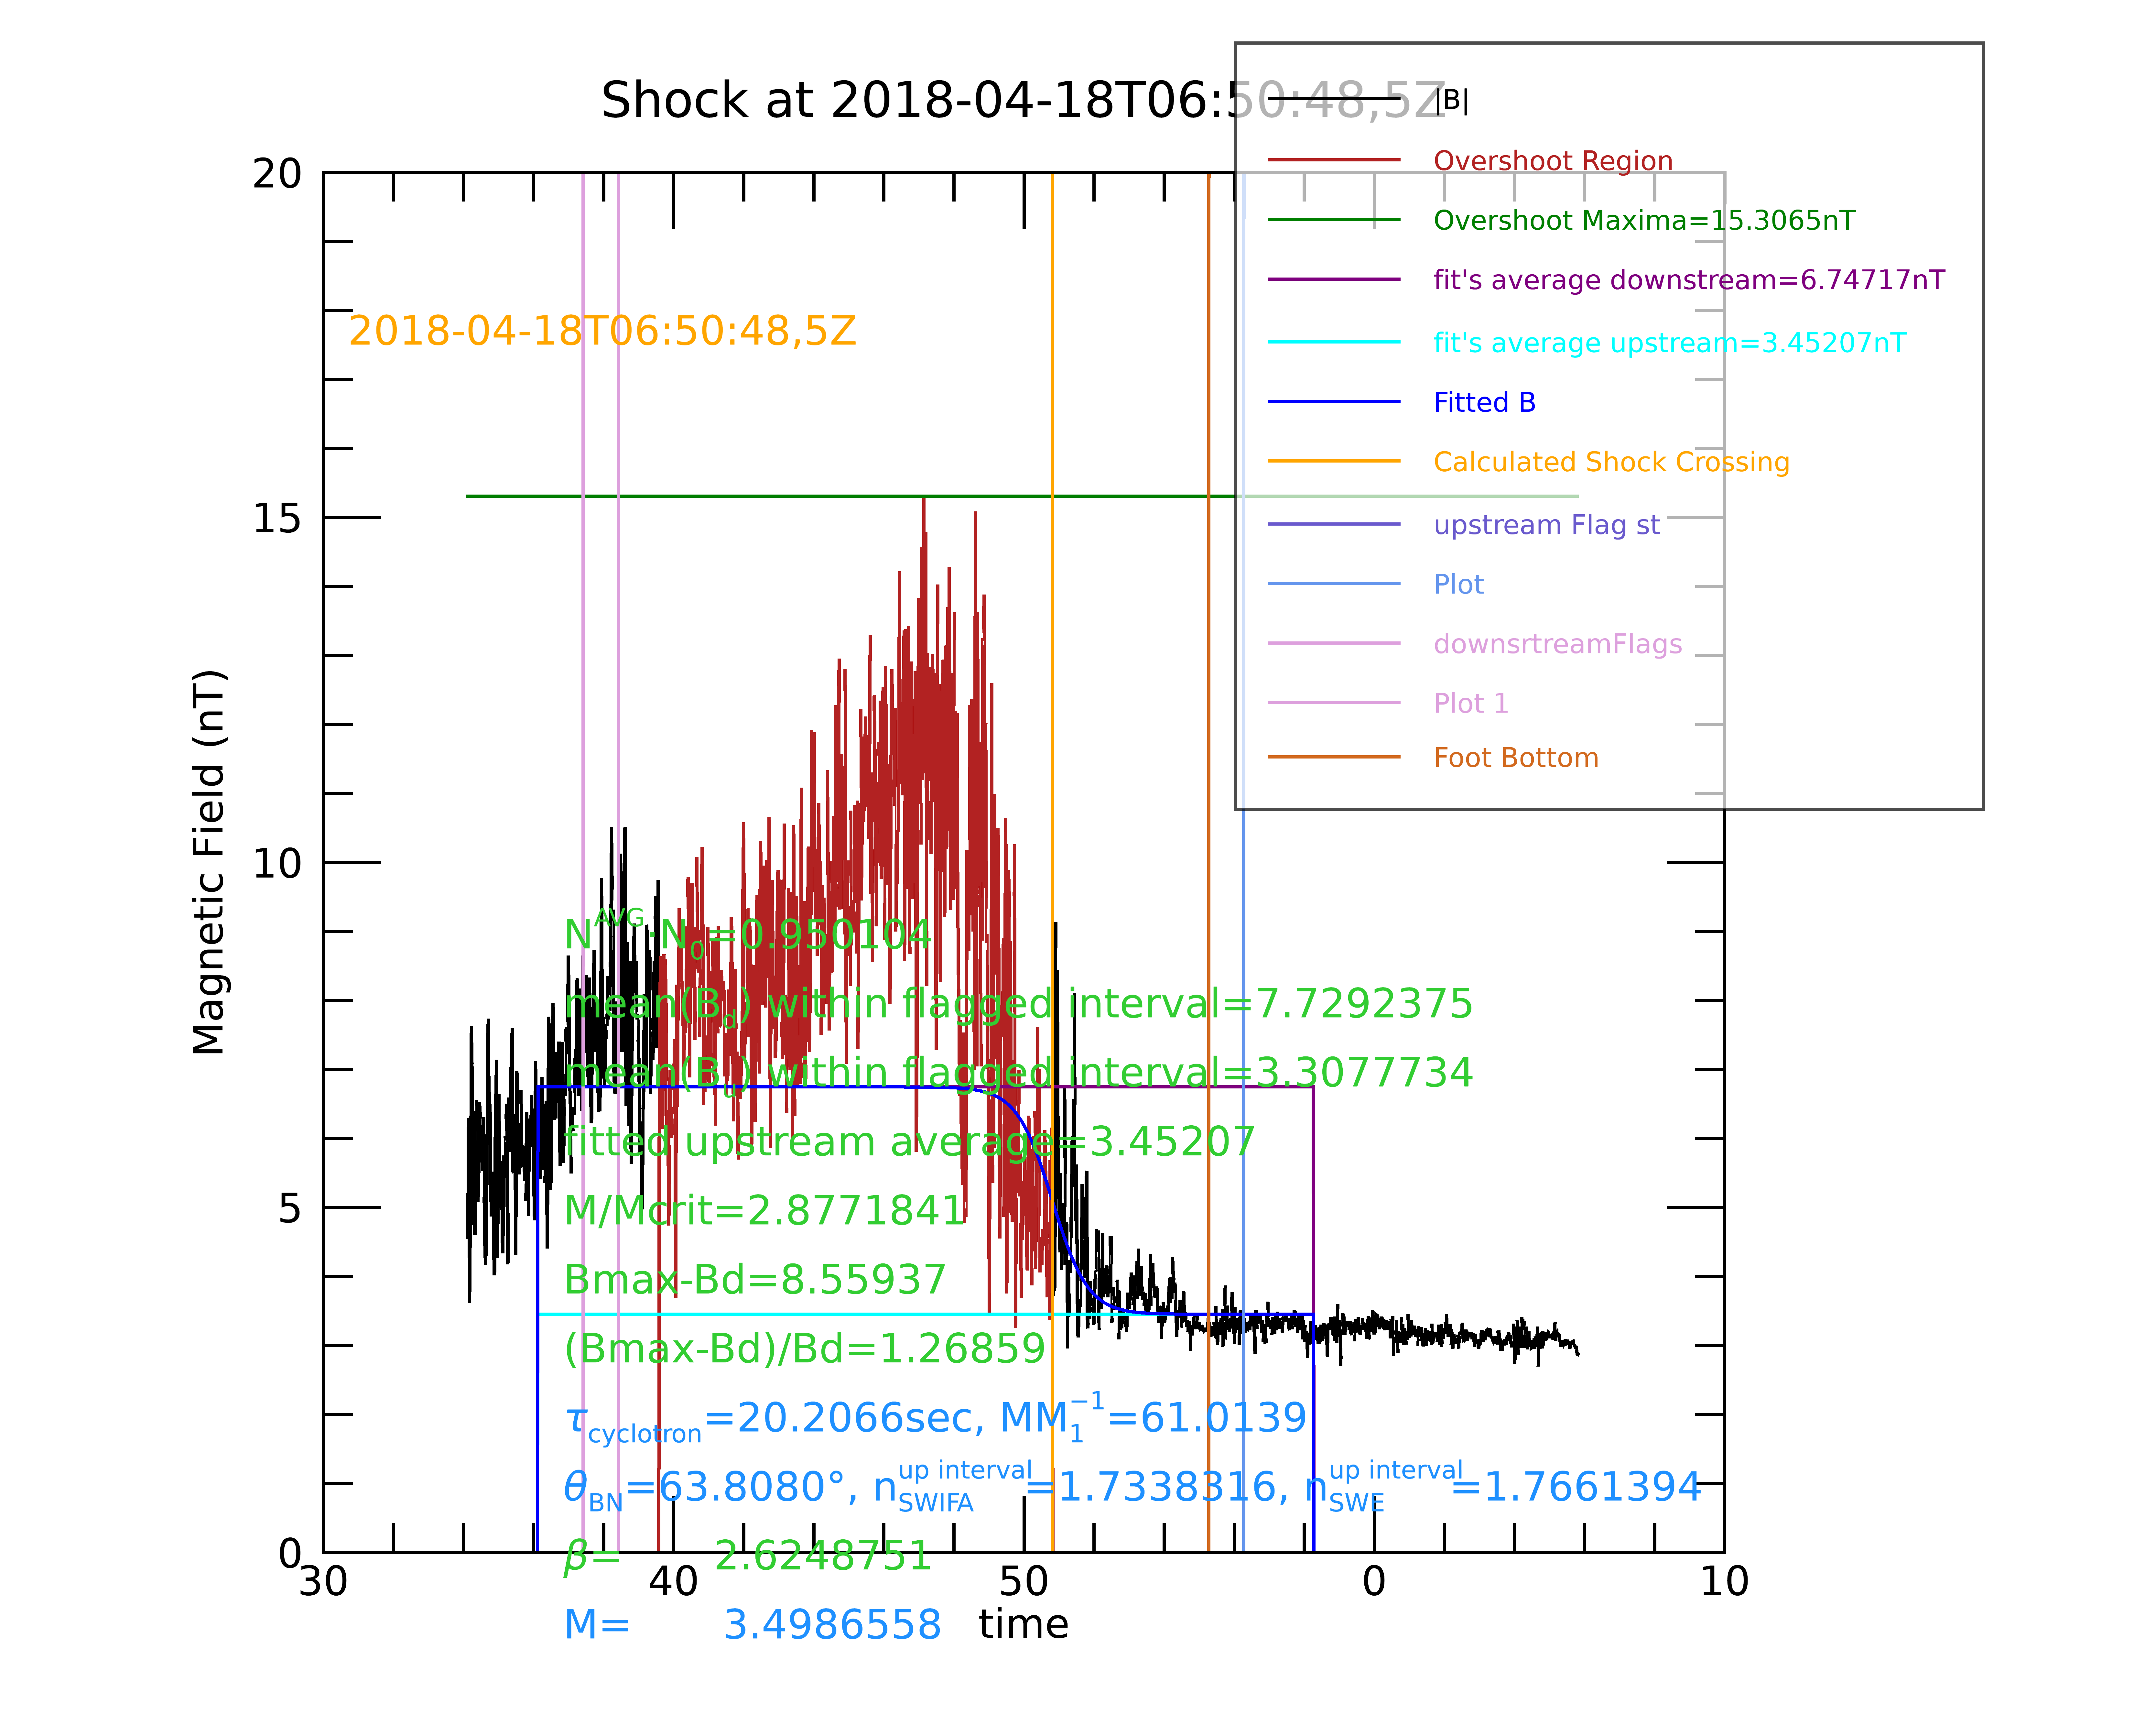 Shock at 2018-04-18T06:50:48,5Z
|B|
Overshoot Region
Overshoot Maxima=15.3065nT
fit's average downstream=6.74717nT
fit's average upstream=3.45207nT
Fitted B
Calculated Shock Crossing
upstream Flag st
Plot
downsrtreamFlags
Plot 1
Foot Bottom
20
15
10
5
0
Magnetic Field (nT)
2018-04-18T06:50:48,5Z
N^AVG·N_0=0.950104
mean(B_d) within flagged interval=7.7292375
mean(B_u) within flagged interval=3.3077734
fitted upstream average=3.45207
M/Mcrit=2.8771841
Bmax-Bd=8.55937
(Bmax-Bd)/Bd=1.26859
τ_cyclotron=20.2066sec, MM_1^−1=61.0139
θ_BN=63.8080°, n_SWIFA^up interval=1.7338316, n_SWE^up interval=1.7661394
β= 2.6248751
30 40 50 0 10
M= 3.4986558
time